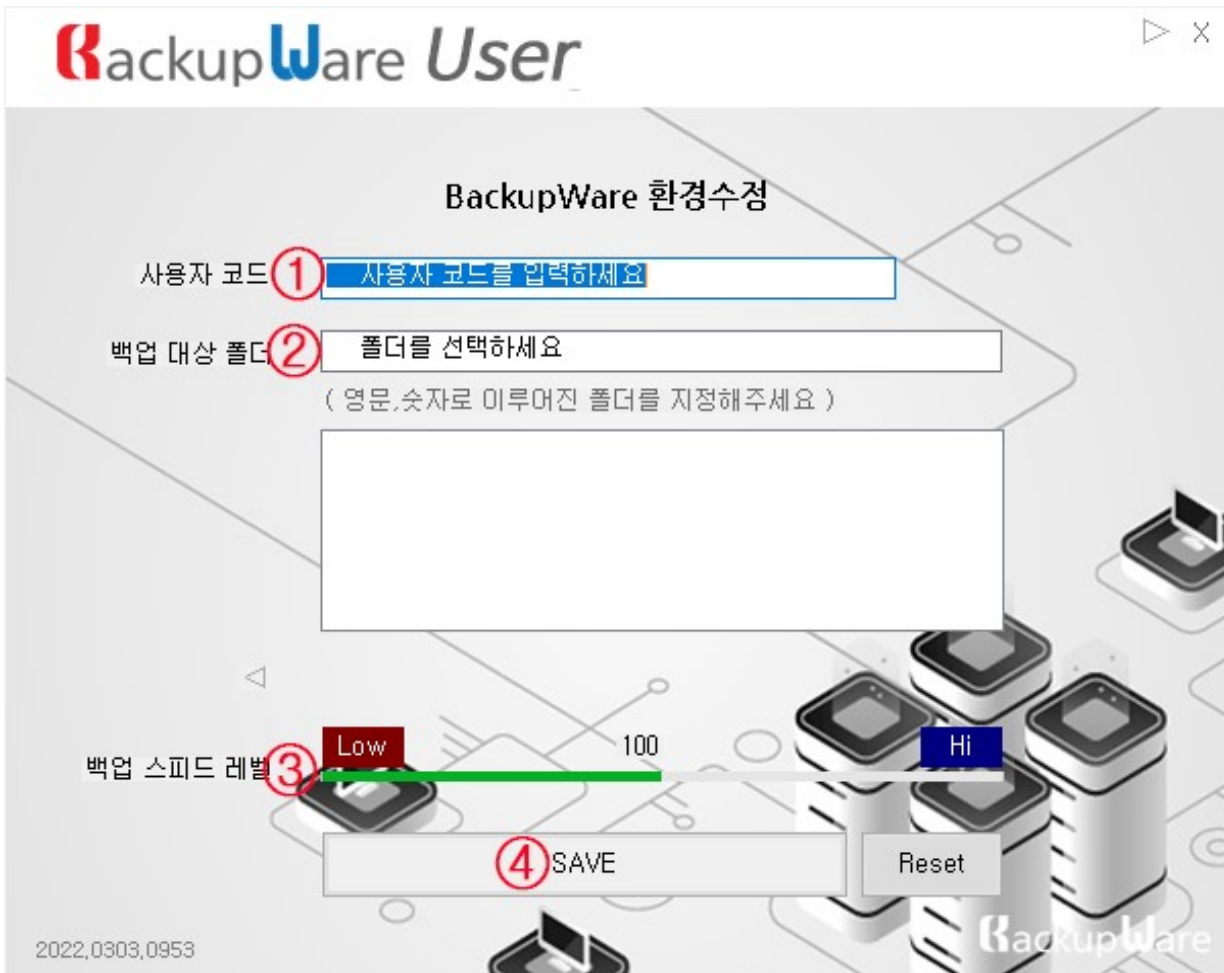 BackupWare User
▷ X
BackupWare 환경수정
사용자 코드 ① 사용자 코드를 입력하세요
백업 대상 폴더 ② 폴더를 선택하세요
( 영문,숫자로 이루어진 폴더를 지정해주세요 )
◁
Low 100 Hi
백업 스피드 레벨 ③
④ SAVE Reset
2022,0303,0953
BackupWare